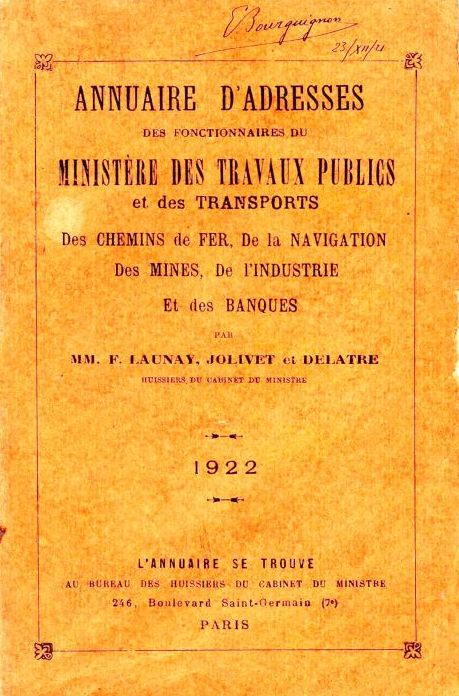 E. Bourguignon
23/XII/21
ANNUAIRE D'ADRESSES
DES FONCTIONNAIRES DU
MINISTÈRE DES TRAVAUX PUBLICS
et des TRANSPORTS
Des CHEMINS de FER, De la NAVIGATION
Des MINES, De l'INDUSTRIE
Et des BANQUES
PAR
MM. F. LAUNAY, JOLIVET et DELATRE
HUISSIERS DU CABINET DU MINISTRE
1922
L'ANNUAIRE SE TROUVE
AU BUREAU DES HUISSIERS DU CABINET DU MINISTRE
246, Boulevard Saint-Germain (7e)
PARIS